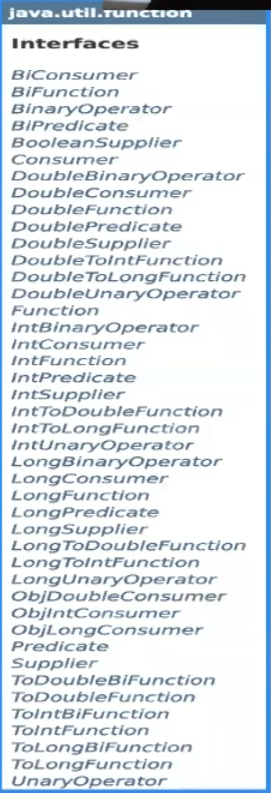 java.util.function
Interfaces
BiConsumer
BiFunction
BinaryOperator
BiPredicate
BooleanSupplier
Consumer
DoubleBinaryOperator
DoubleConsumer
DoubleFunction
DoublePredicate
DoubleSupplier
DoubleToIntFunction
DoubleToLongFunction
DoubleUnaryOperator
Function
IntBinaryOperator
IntConsumer
IntFunction
IntPredicate
IntSupplier
IntToDoubleFunction
IntToLongFunction
IntUnaryOperator
LongBinaryOperator
LongConsumer
LongFunction
LongPredicate
LongSupplier
LongToDoubleFunction
LongToIntFunction
LongUnaryOperator
ObjDoubleConsumer
ObjIntConsumer
ObjLongConsumer
Predicate
Supplier
ToDoubleBiFunction
ToDoubleFunction
ToIntBiFunction
ToIntFunction
ToLongBiFunction
ToLongFunction
UnaryOperator